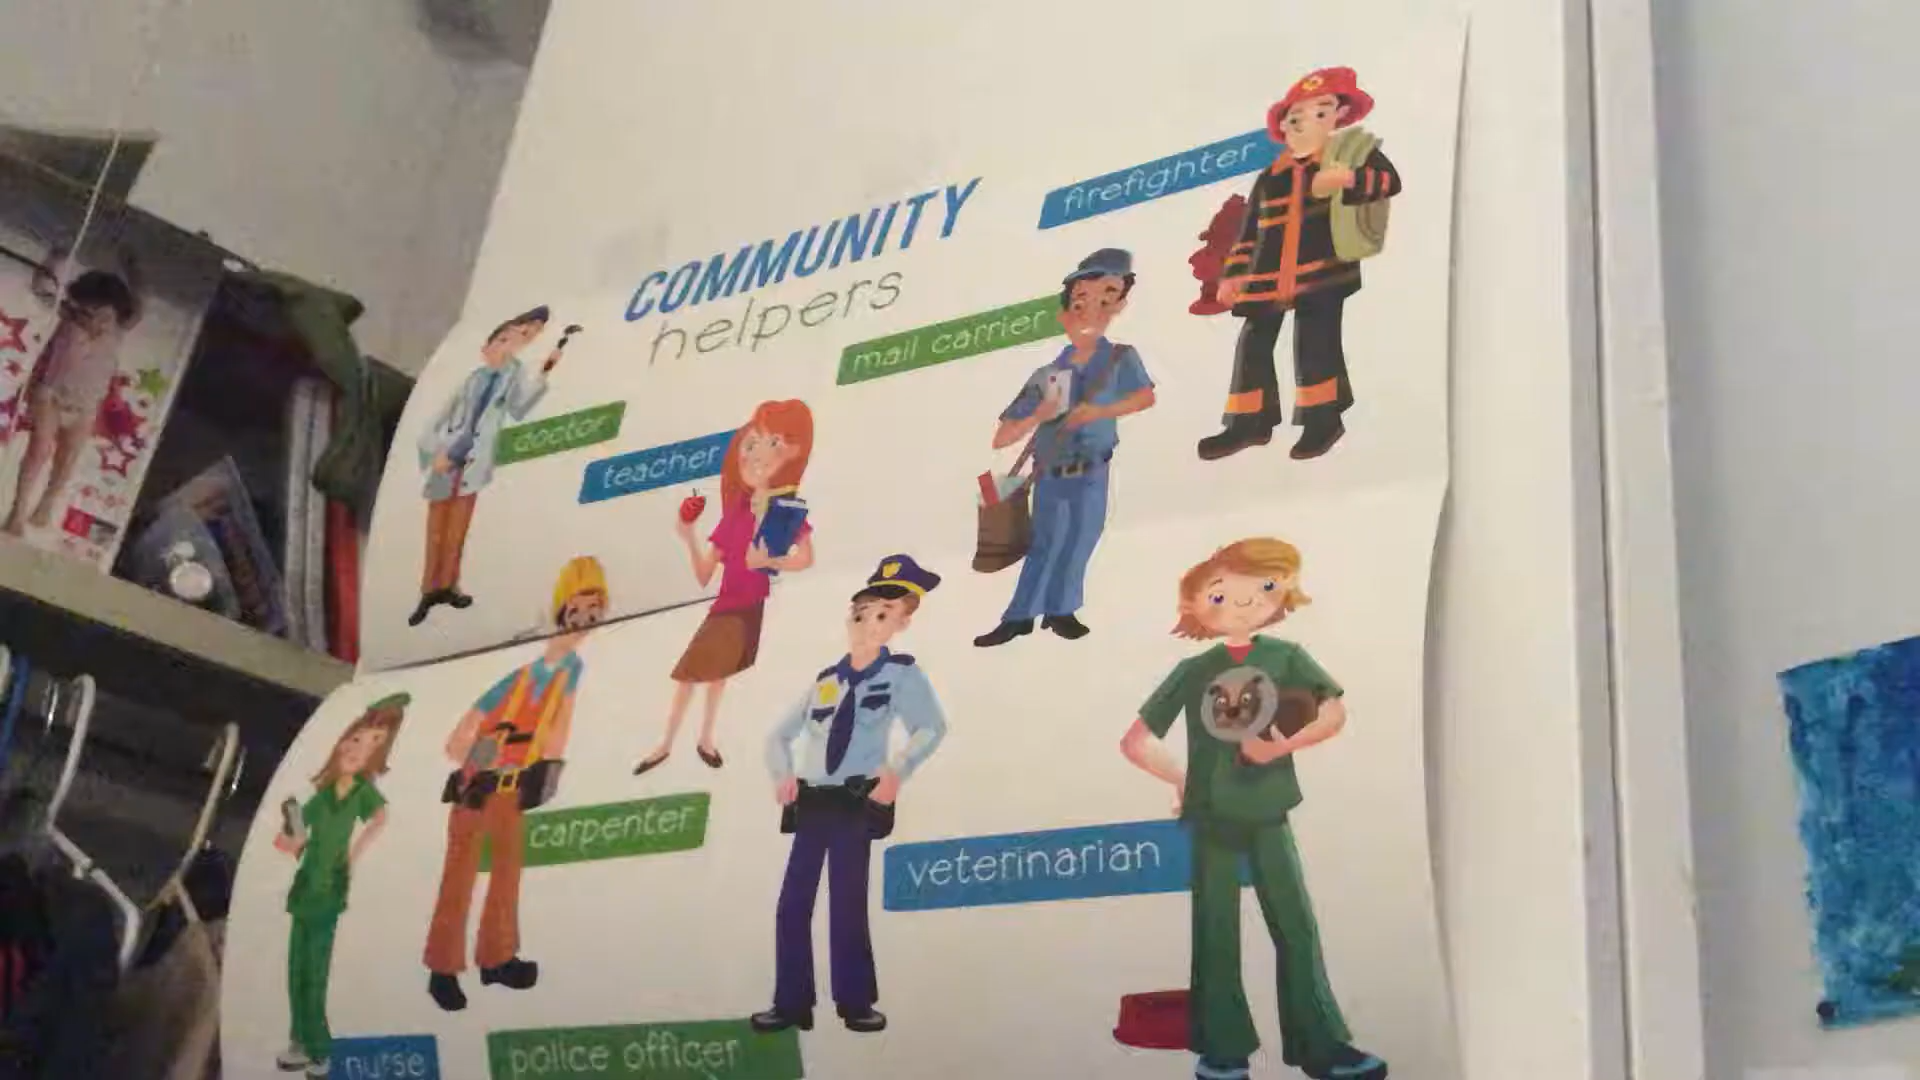 COMMUNITY
helpers
firefighter
mail carrier
doctor
teacher
carpenter
veterinarian
nurse
police officer